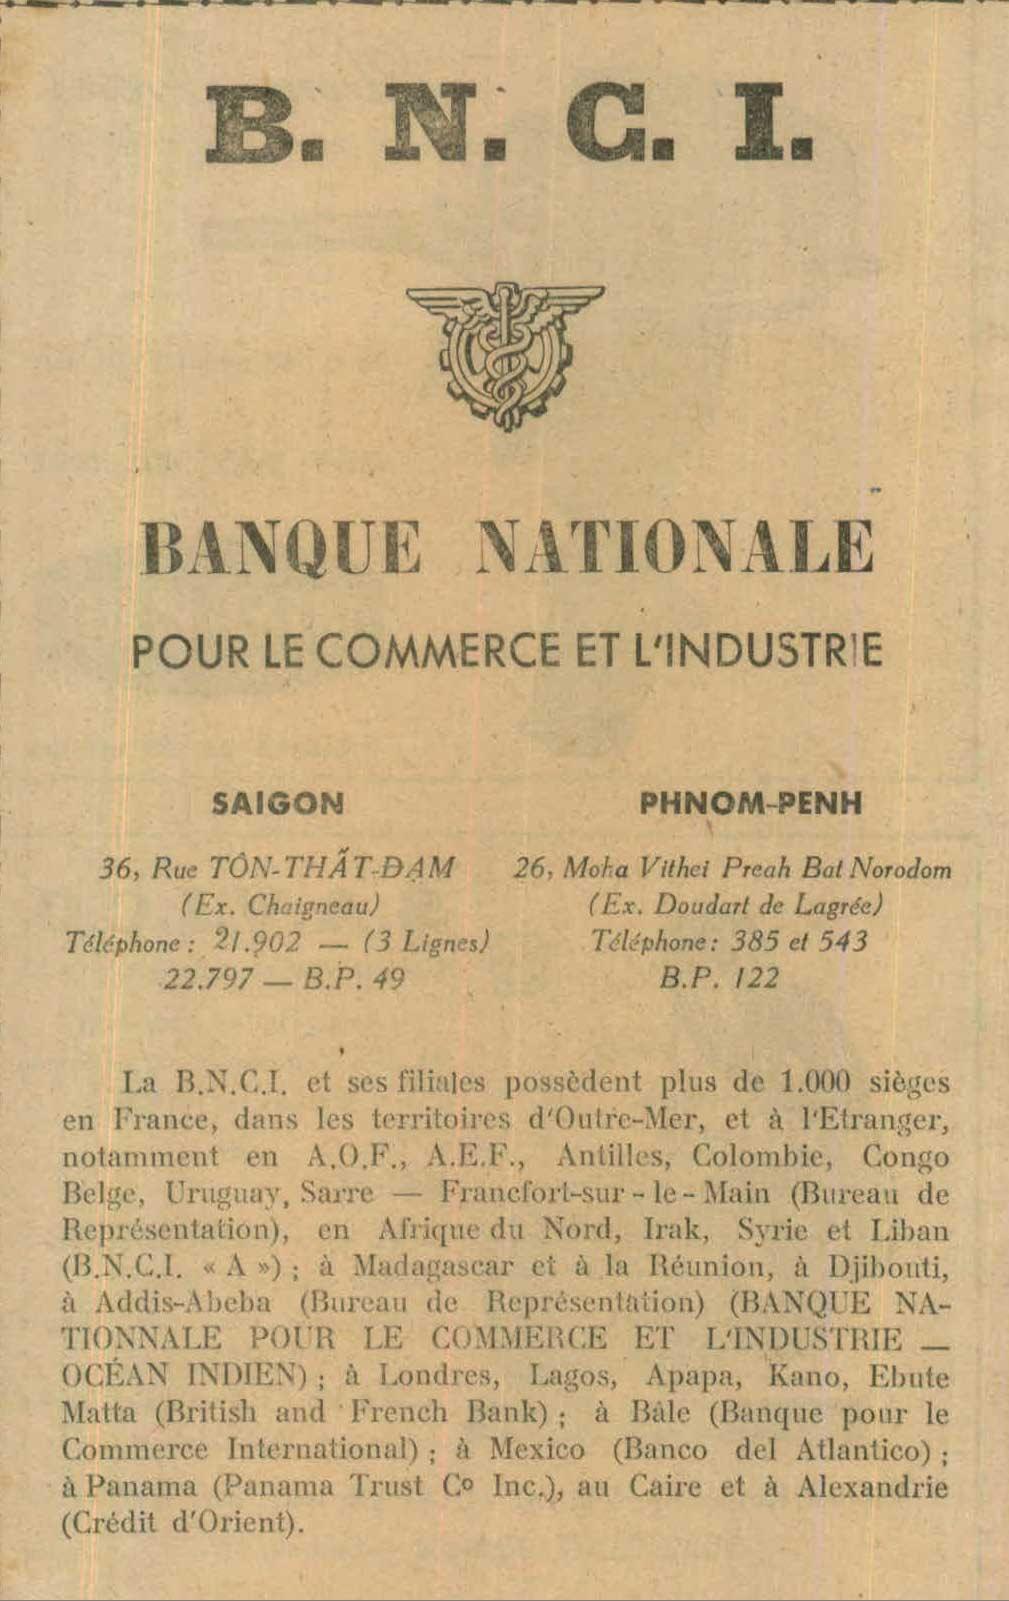 B. N. C. I.
BANQUE NATIONALE
POUR LE COMMERCE ET L'INDUSTRIE
SAIGON
36, Rue TÔN-THẤT-ĐẠM
(Ex. Chaigneau)
Téléphone : 21.902 — (3 Lignes)
22.797 — B.P. 49
PHNOM-PENH
26, Moha Vithei Preah Bat Norodom
(Ex. Doudart de Lagrée)
Téléphone : 385 et 543
B.P. 122
La B.N.C.I. et ses filiales possèdent plus de 1.000 sièges
en France, dans les territoires d'Outre-Mer, et à l'Etranger,
notamment en A.O.F., A.E.F., Antilles, Colombie, Congo
Belge, Uruguay, Sarre — Francfort-sur-le-Main (Bureau de
Représentation), en Afrique du Nord, Irak, Syrie et Liban
(B.N.C.I. « A ») ; à Madagascar et à la Réunion, à Djibouti,
à Addis-Abeba (Bureau de Représentation) (BANQUE NA-
TIONNALE POUR LE COMMERCE ET L'INDUSTRIE —
OCÉAN INDIEN) ; à Londres, Lagos, Apapa, Kano, Ebute
Matta (British and French Bank) ; à Bâle (Banque pour le
Commerce International) ; à Mexico (Banco del Atlantico) ;
à Panama (Panama Trust Cº Inc.), au Caire et à Alexandrie
(Crédit d'Orient).